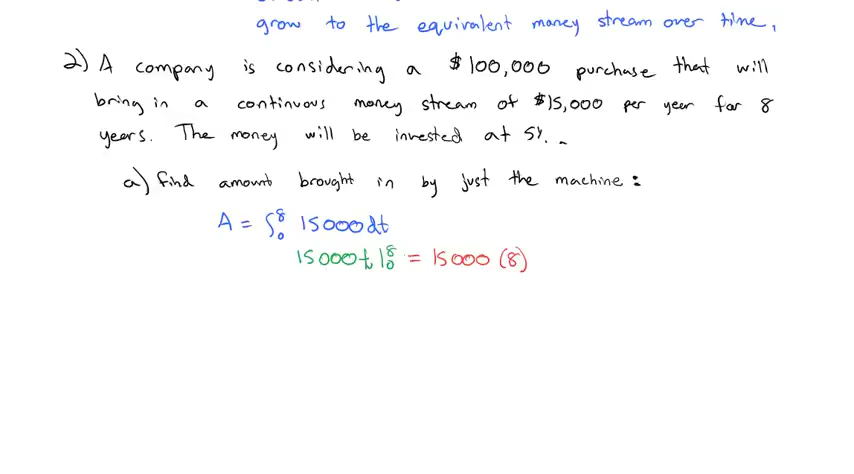 grow to the equivalent money stream over time.
2) A company is considering a $100,000 purchase that will
bring in a continuous money stream of $15,000 per year for 8
years. The money will be invested at 5%.
a) Find amount brought in by just the machine:
A = ∫₀⁸ 15000dt
15000t |₀⁸ = 15000 (8)